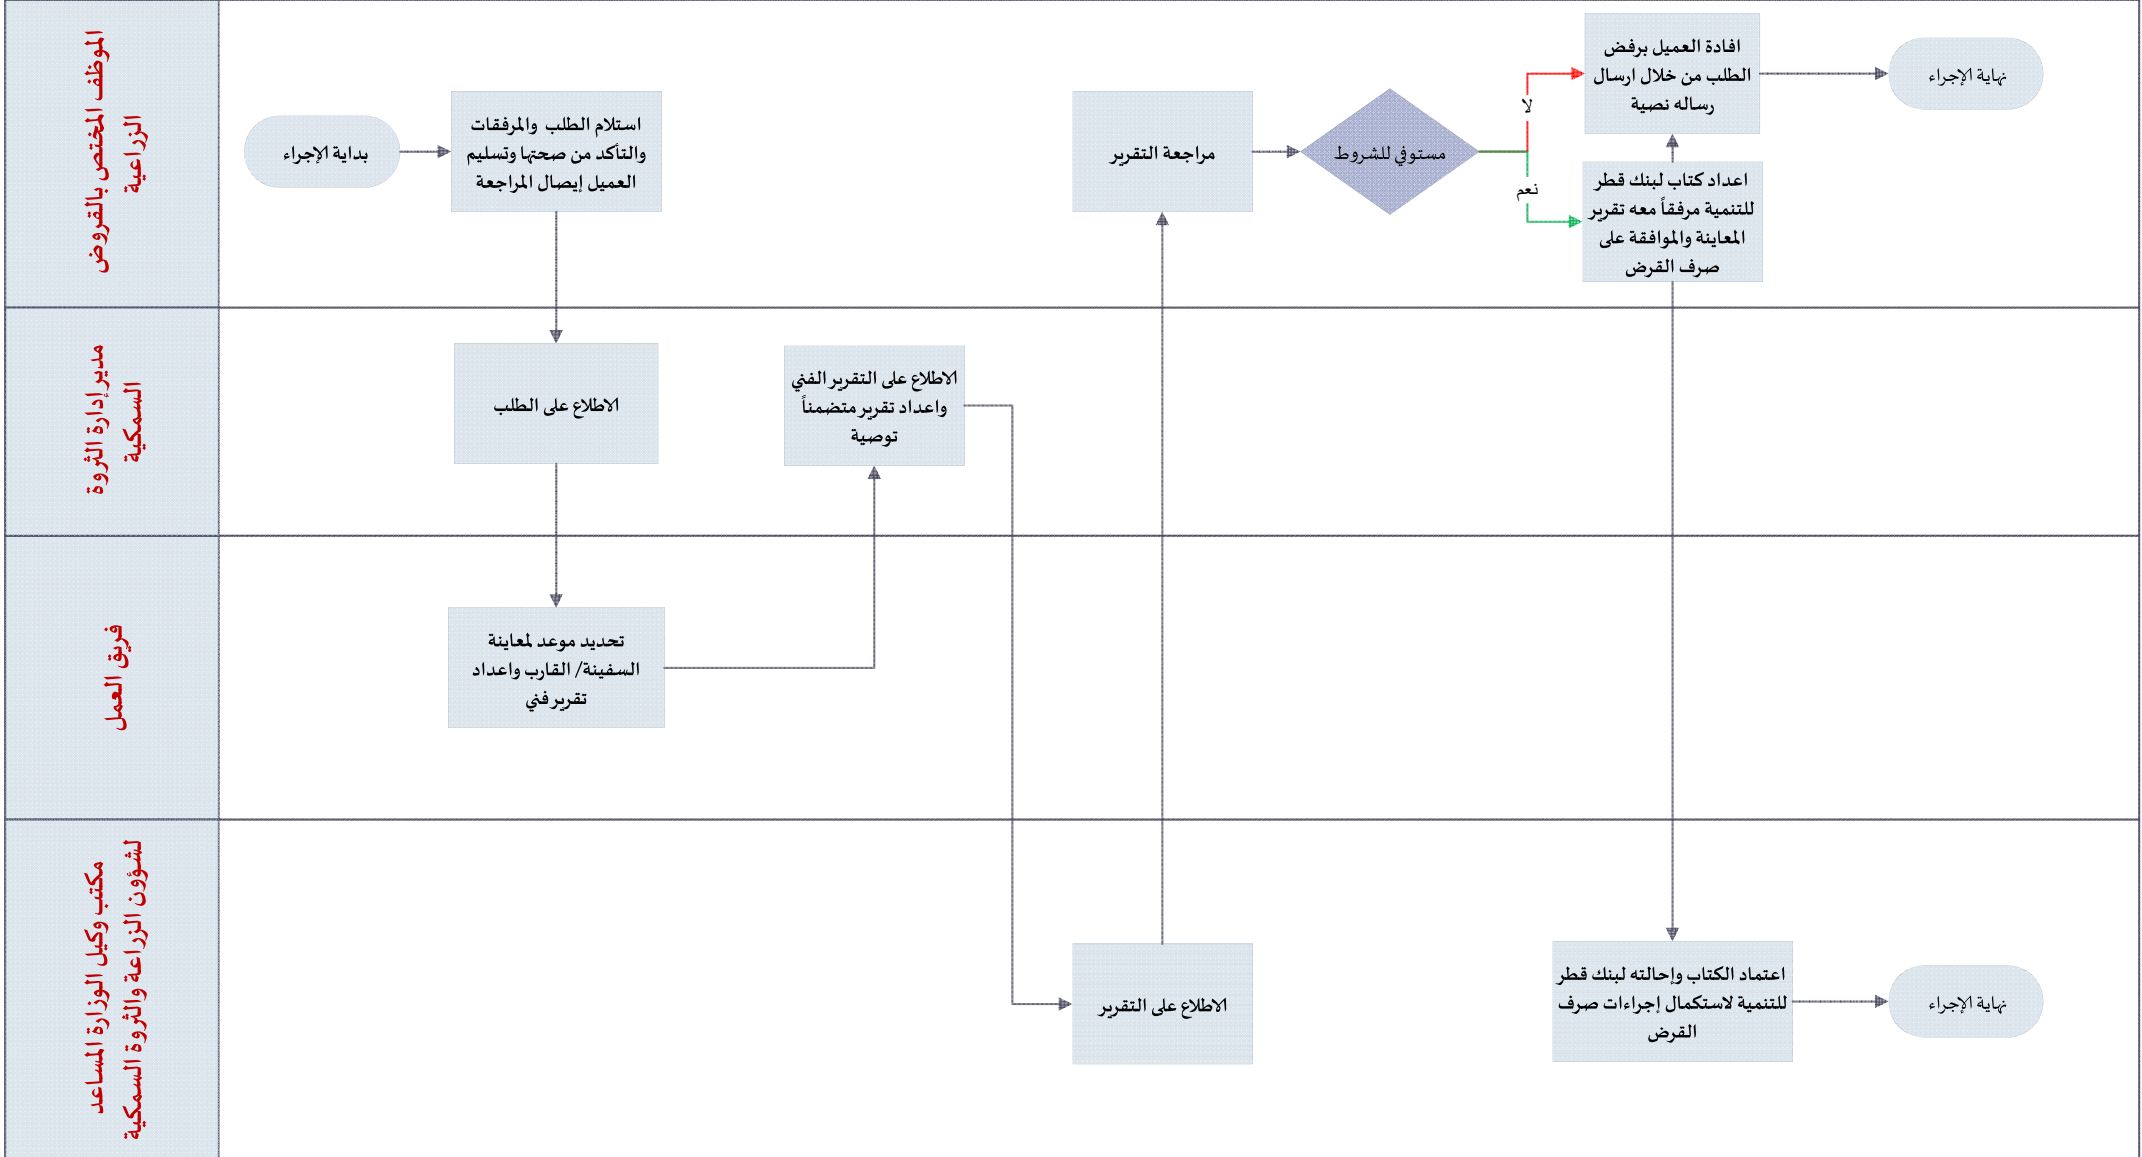 الموظف المختص بالقروض
الزراعية
بداية الإجراء
استلام الطلب والمرفقات
والتأكد من صحتها وتسليم
العميل إيصال المراجعة
مراجعة التقرير
مستوفي للشروط
لا
نعم
افادة العميل برفض
الطلب من خلال ارسال
رساله نصية
نهاية الإجراء
اعداد كتاب لبنك قطر
للتنمية مرفقاً معه تقرير
المعاينة والموافقة على
صرف القرض
مدير إدارة الثروة
السمكية
الاطلاع على الطلب
الاطلاع على التقرير الفني
واعداد تقرير متضمناً
توصية
فريق العمل
تحديد موعد لمعاينة
السفينة/ القارب واعداد
تقرير فني
مكتب وكيل الوزارة المساعد
لشؤون الزراعة والثروة السمكية
الاطلاع على التقرير
اعتماد الكتاب وإحالته لبنك قطر
للتنمية لاستكمال إجراءات صرف
القرض
نهاية الإجراء